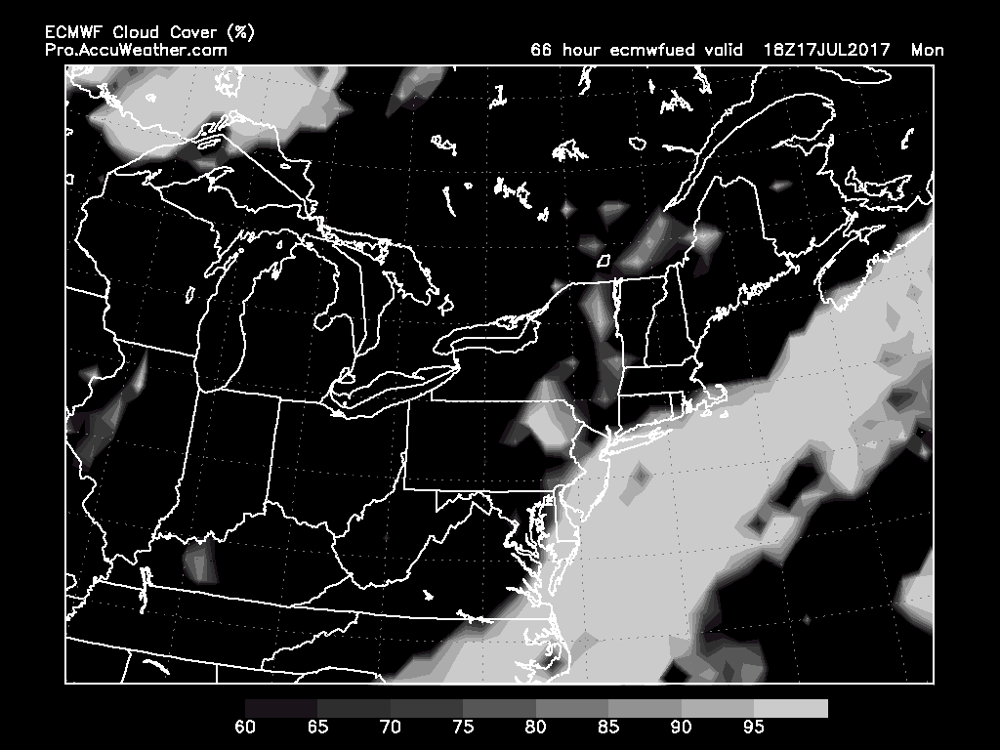 ECMWF Cloud Cover (%)
Pro.AccuWeather.com
66 hour ecmwfued valid 18Z17JUL2017 Mon
60 65 70 75 80 85 90 95